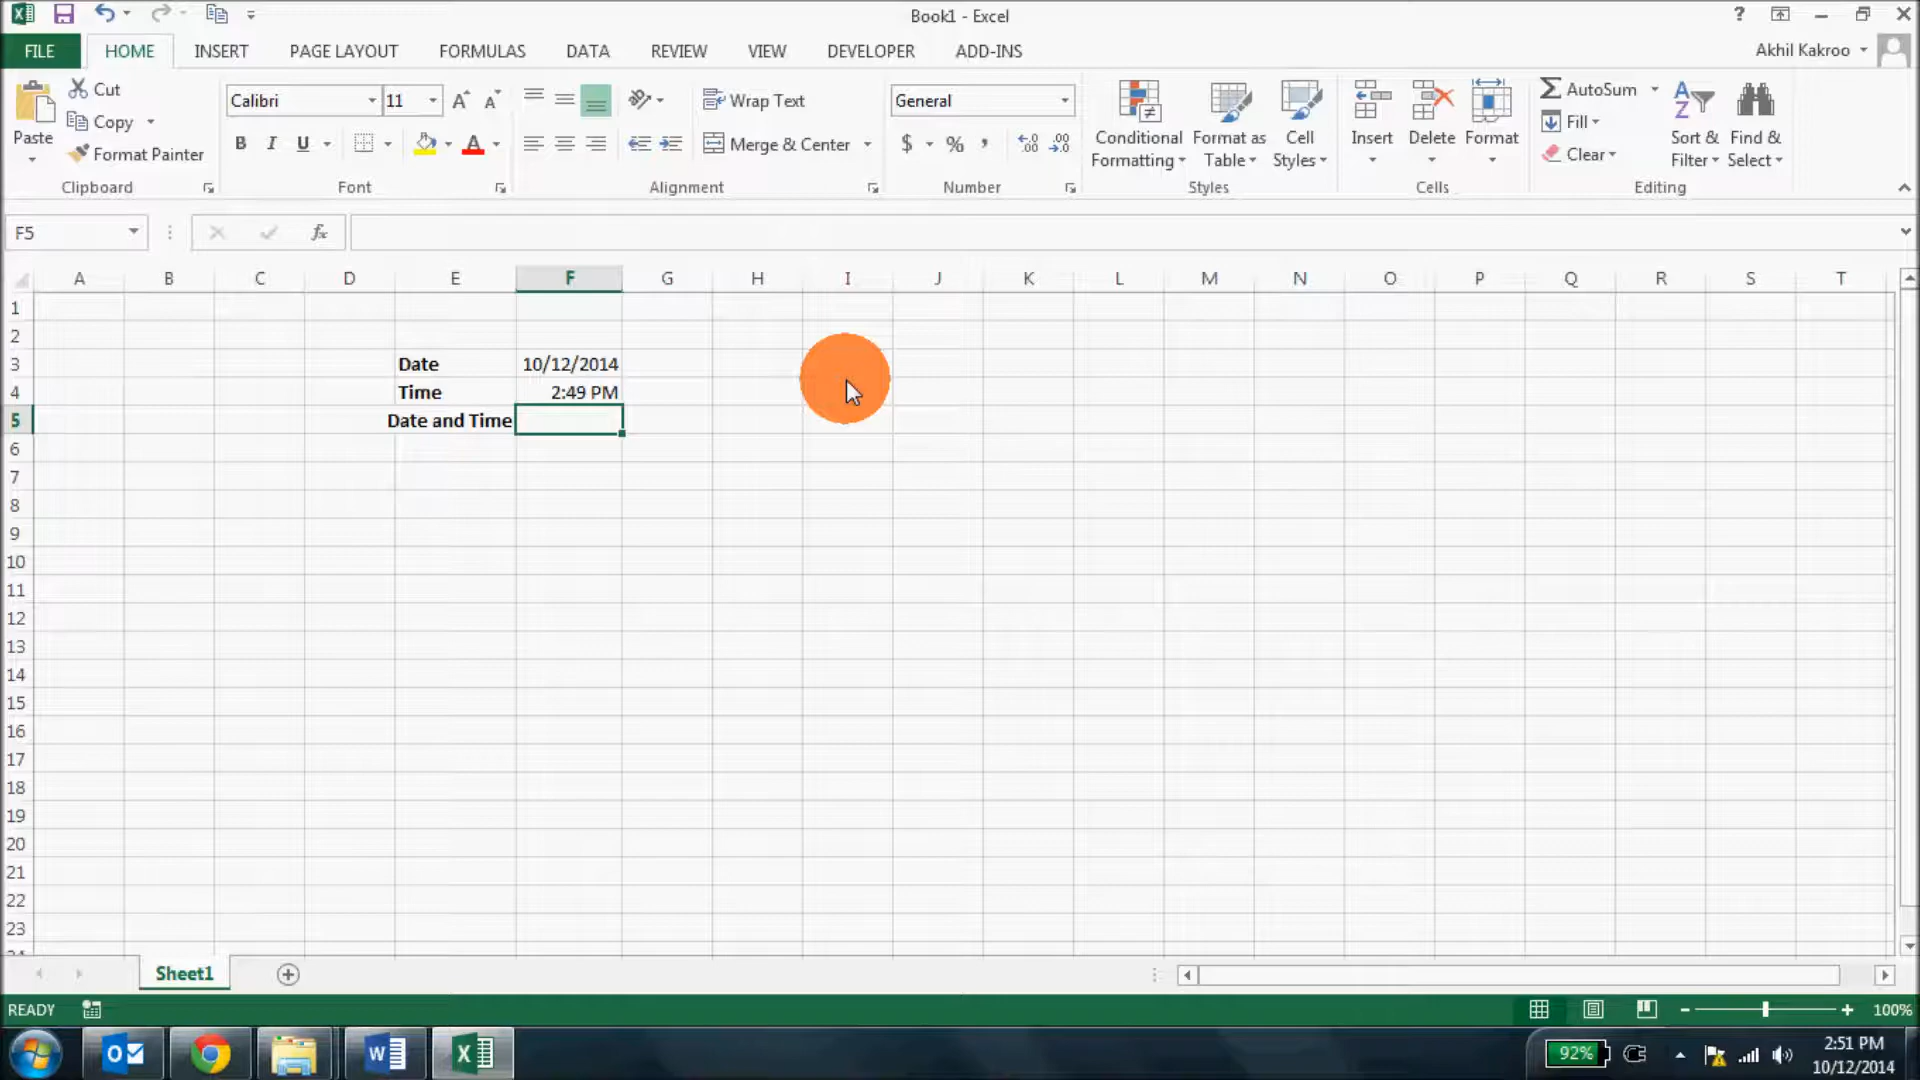 Book1 - Excel
?
FILE HOME INSERT PAGE LAYOUT FORMULAS DATA REVIEW VIEW DEVELOPER ADD-INS
Akhil Kakroo
Paste
Cut
Copy
Format Painter
Clipboard
Calibri 11
B I U
Font
Wrap Text
Merge & Center
Alignment
General
$ % ,
Number
Conditional Formatting
Format as Table
Cell Styles
Styles
Insert
Delete
Format
Cells
AutoSum
Fill
Clear
Sort & Filter
Find & Select
Editing
F5
fx
A B C D E F G H I J K L M N O P Q R S T
1
2
3 Date 10/12/2014
4 Time 2:49 PM
5 Date and Time
6
7
8
9
10
11
12
13
14
15
16
17
18
19
20
21
22
23
Sheet1
READY
100%
92%
2:51 PM
10/12/2014